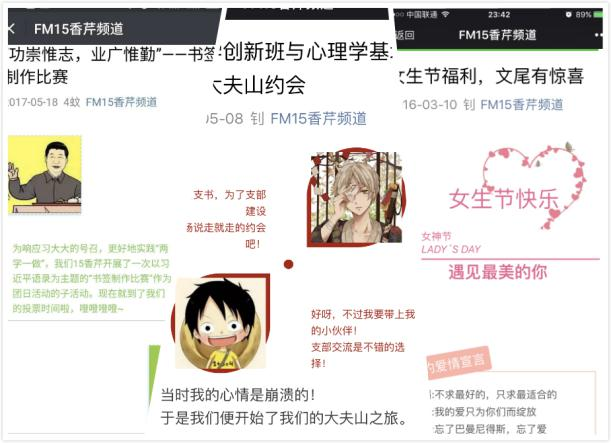 FM15香芹频道
功崇惟志，业广惟勤”——书签
制作比赛
2017-05-18 4蚊 FM15香芹频道
为响应习大大的号召，更好地实践“两
学一做”，我们15香芹开展了一次以习
近平语录为主题的“书签制作比赛”作为
团日活动的子活动。现在就到了我们
的投票时间啦，噔噔噔噔~
FM15香芹频道
学创新班与心理学基
大夫山约会
05-08 钊 FM15香芹频道
支书，为了支部
建设
说走就走的约会
吧！
好呀，不过我要带上我
的小伙伴！
支部交流是不错的选
择！
当时我的心情是崩溃的！
于是我们便开始了我们的大夫山之旅。
中国联通
23:42
89%
返回
FM15香芹频道
女生节福利，文尾有惊喜
16-03-10 钊 FM15香芹频道
女生节快乐
女神节
LADY`S DAY
遇见最美的你
的爱情宣言
:不求最好的，只求最适合的
:我的爱只为你们而绽放
:忘了巴曼尼得斯，忘了爱